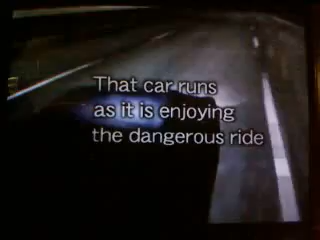 That car runs
as it is enjoying
the dangerous ride